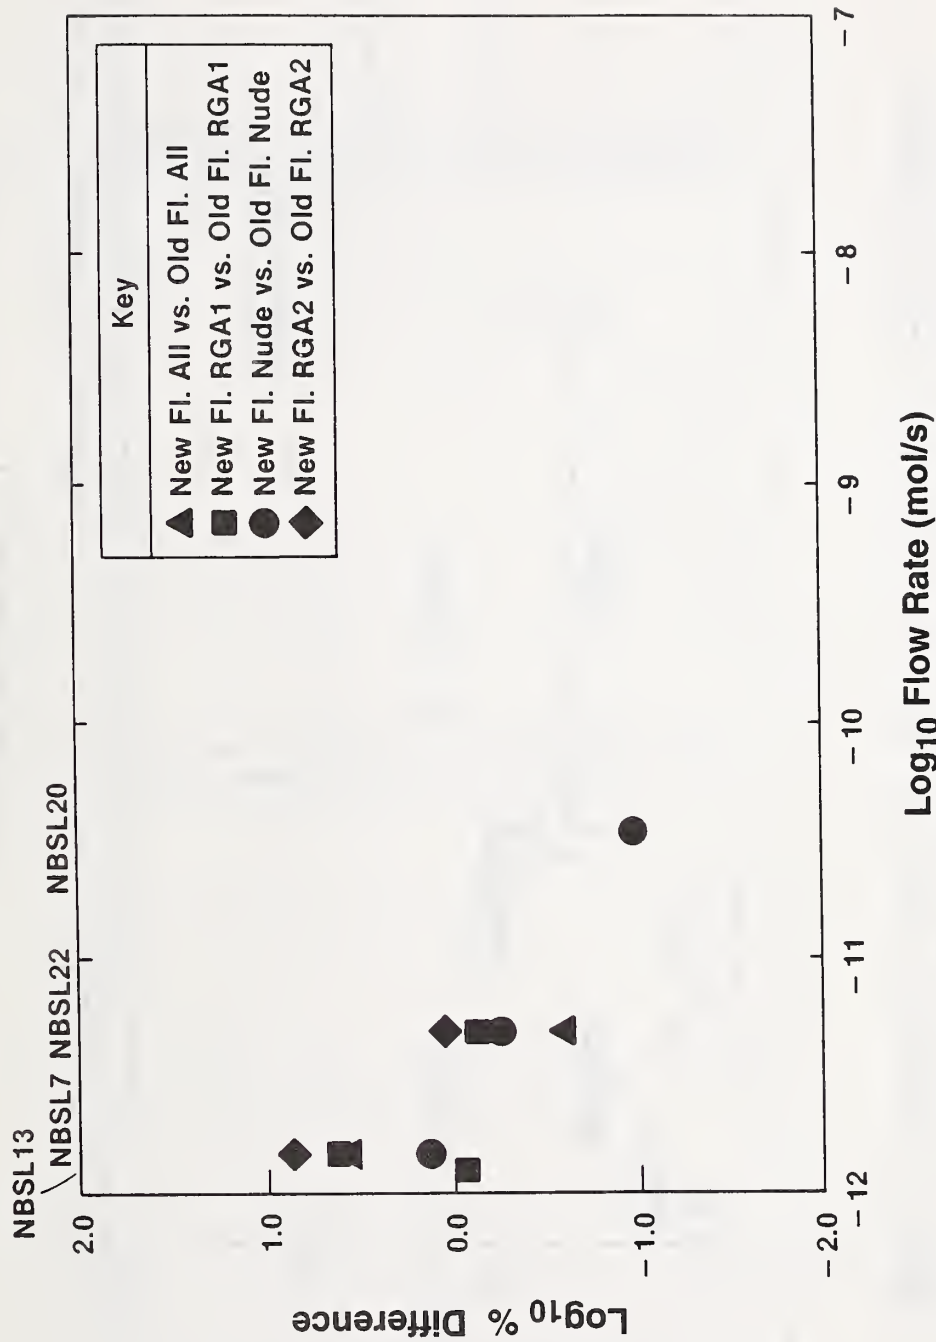 NBSL13
NBSL7 NBSL22 NBSL20
Key
New Fl. All vs. Old Fl. All
New Fl. RGA1 vs. Old Fl. RGA1
New Fl. Nude vs. Old Fl. Nude
New Fl. RGA2 vs. Old Fl. RGA2
Log10 % Difference
2.0
1.0
0.0
−1.0
−2.0
−12 −11 −10 −9 −8 −7
Log10 Flow Rate (mol/s)